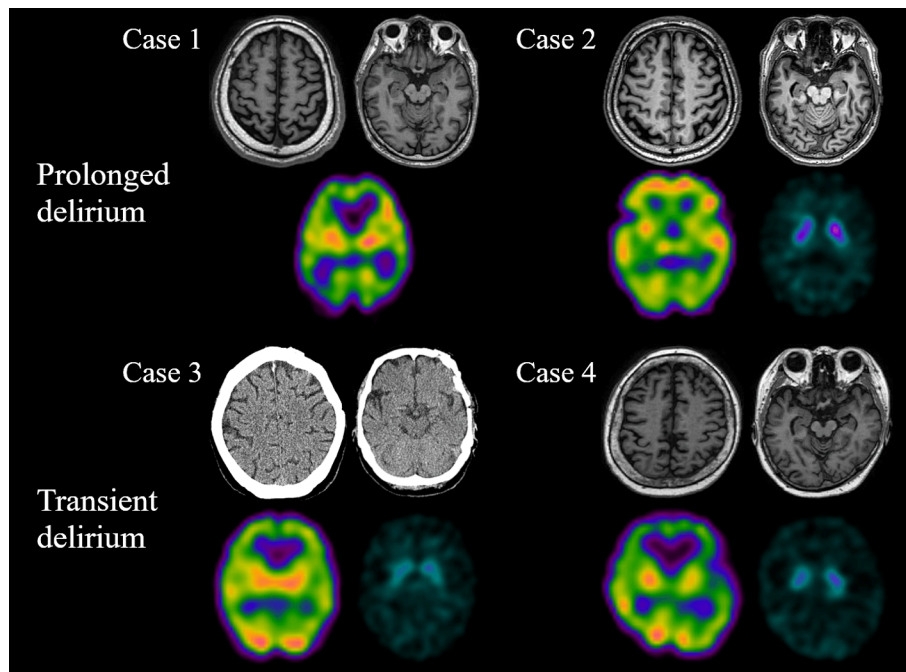 Case 1
Case 2
Prolonged
delirium
Case 3
Case 4
Transient
delirium